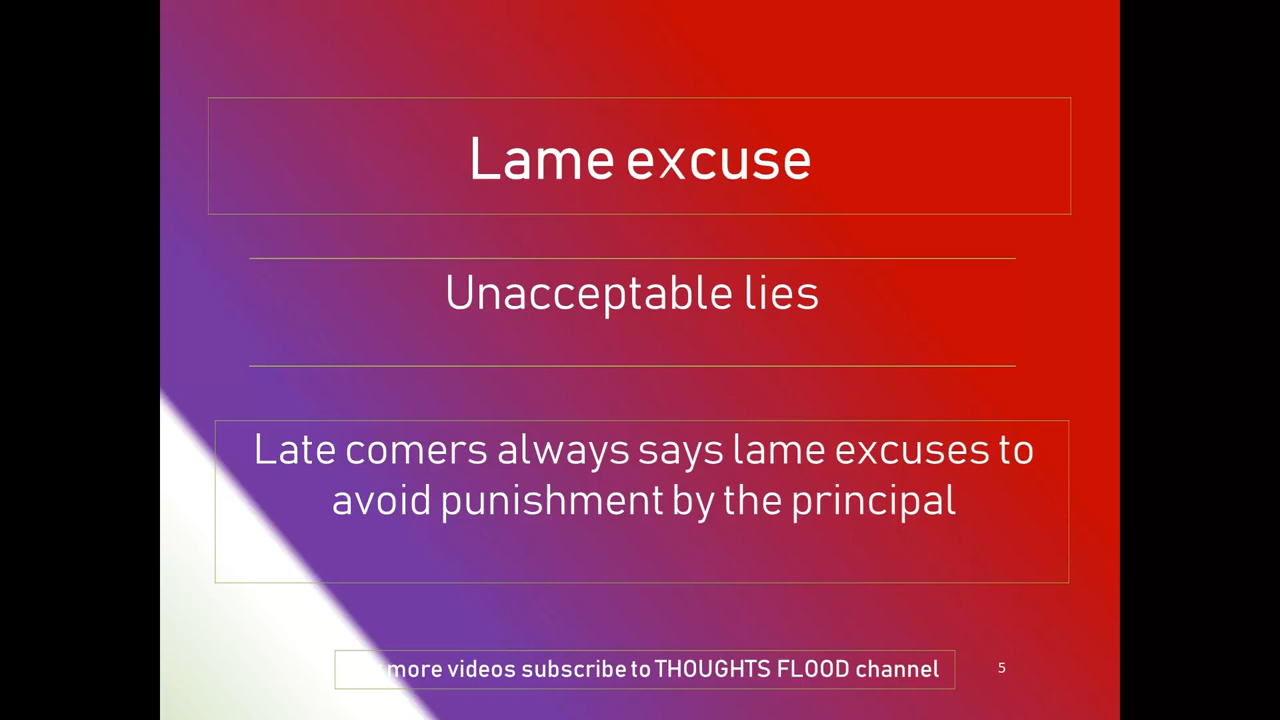 Lame excuse
Unacceptable lies
Late comers always says lame excuses to
avoid punishment by the principal
more videos subscribe to THOUGHTS FLOOD channel
5